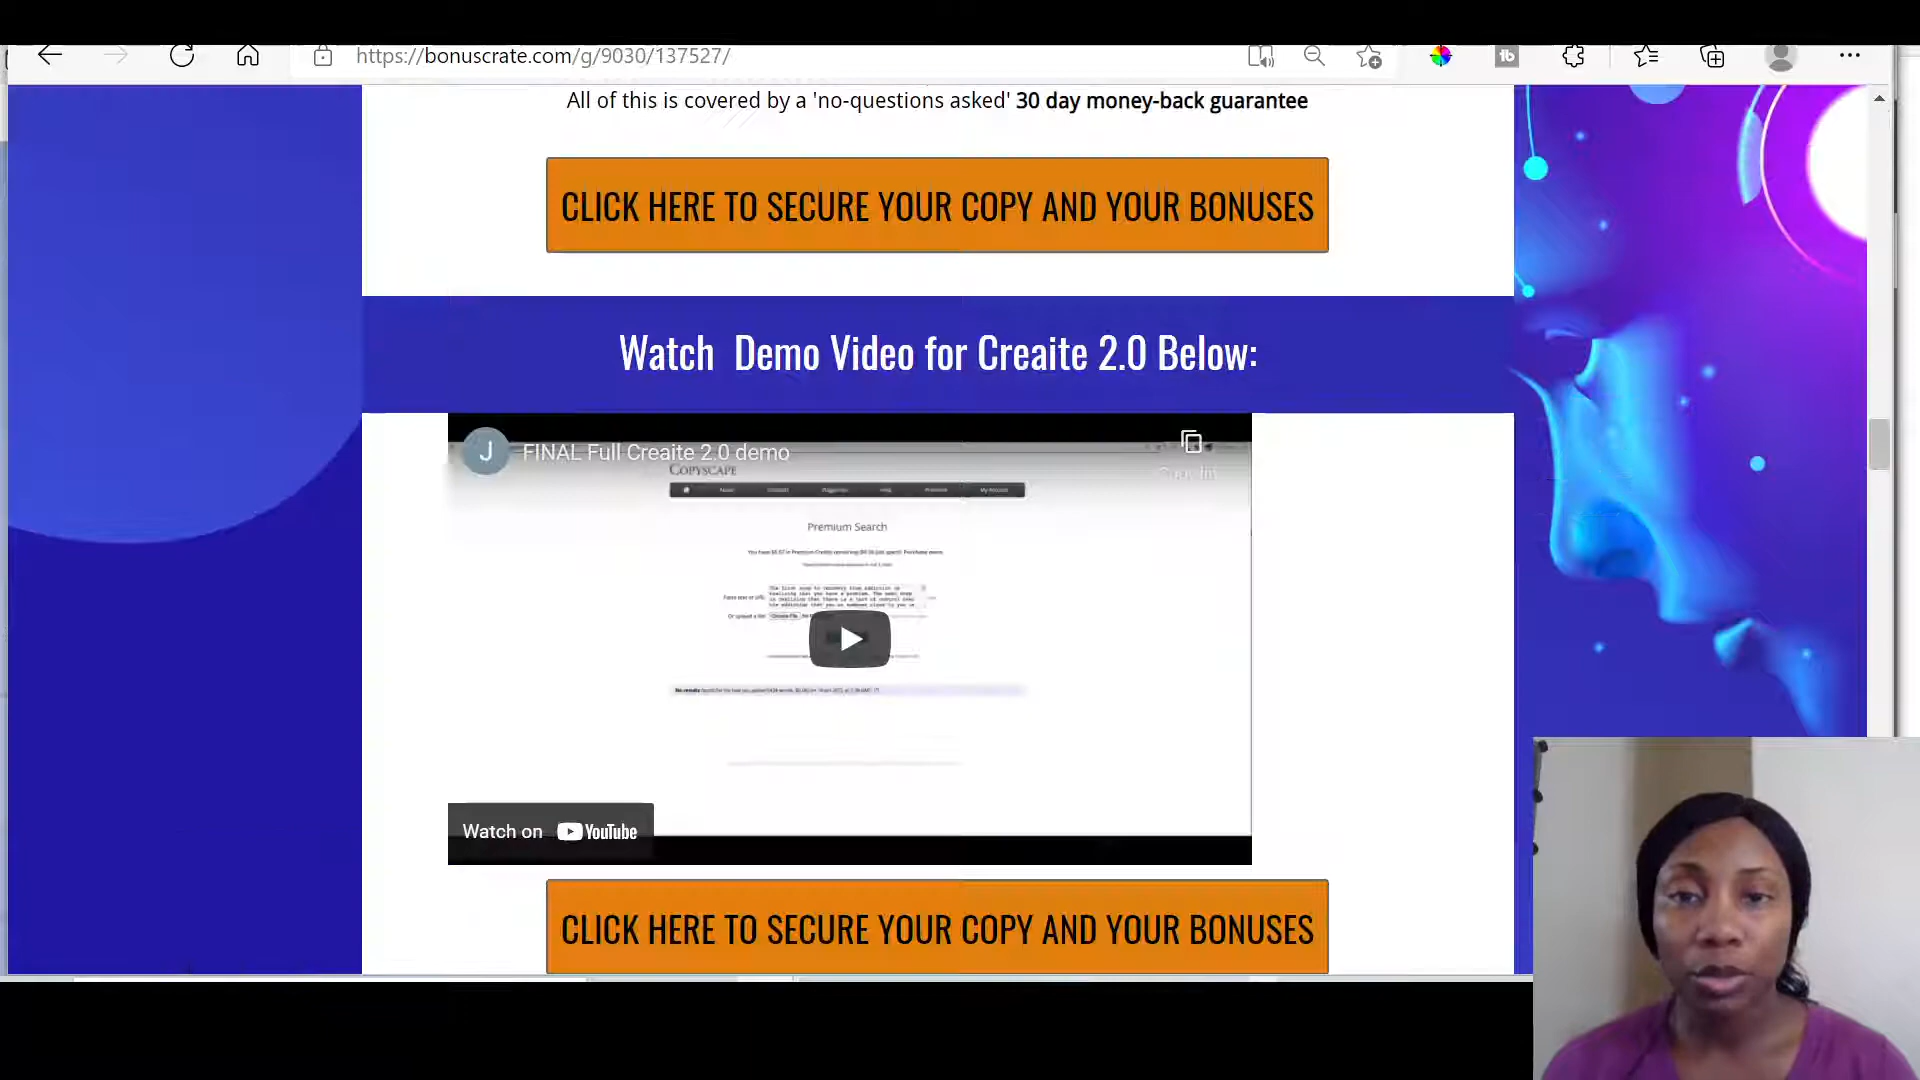 https://bonuscrate.com/g/9030/137527/
All of this is covered by a 'no-questions asked' 30 day money-back guarantee
CLICK HERE TO SECURE YOUR COPY AND YOUR BONUSES
Watch Demo Video for Creaite 2.0 Below:
J
FINAL Full Creaite 2.0 demo
COPYSCAPE
Premium Search
Watch on YouTube
CLICK HERE TO SECURE YOUR COPY AND YOUR BONUSES